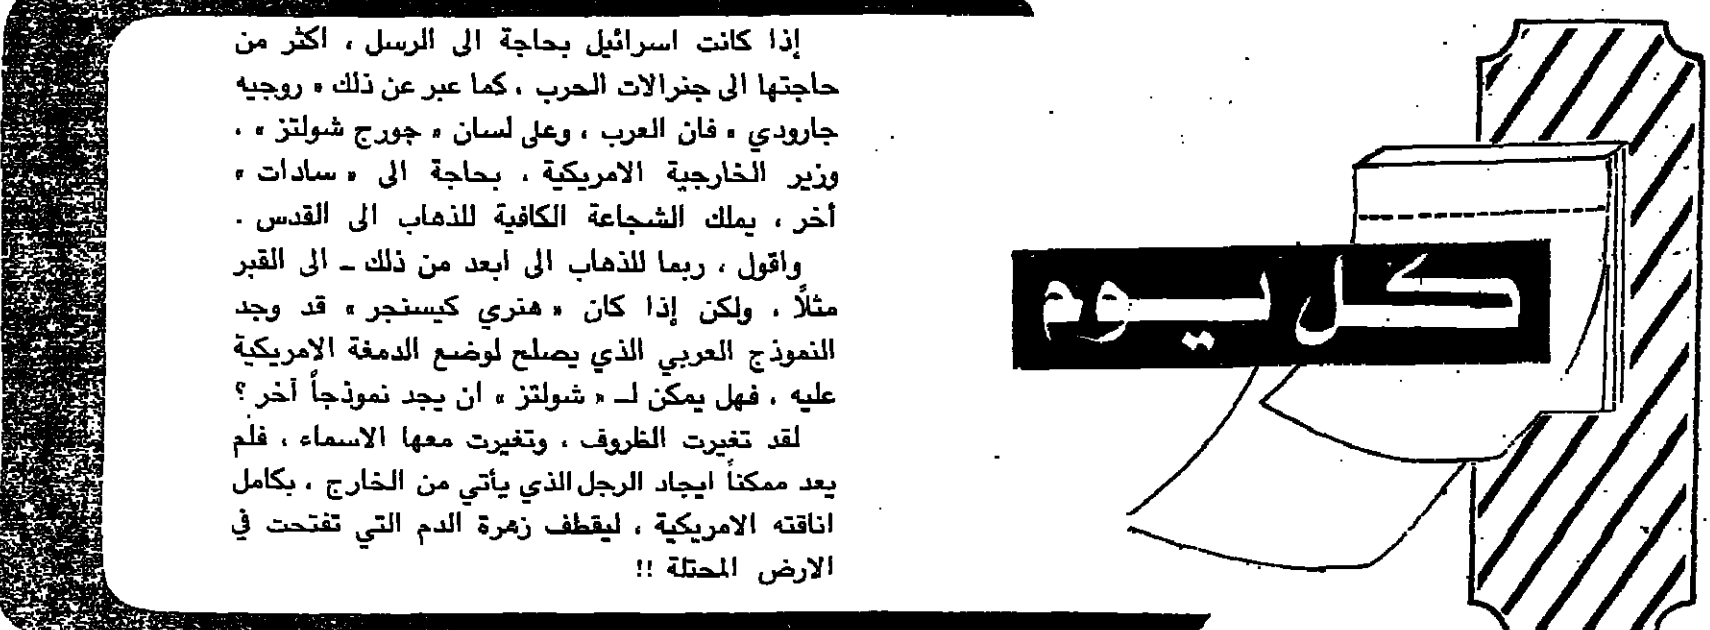 كل يوم
إذا كانت اسرائيل بحاجة الى الرسل ، اكثر من
حاجتها الى جنرالات الحرب ، كما عبر عن ذلك « روجيه
جارودي » فان العرب ، وعلى لسان « جورج شولتز » ،
وزير الخارجية الامريكية ، بحاجة الى « سادات »
أخر ، يملك الشجاعة الكافية للذهاب الى القدس .
واقول ، ربما للذهاب الى ابعد من ذلك ـ الى القبر
مثلاً ، ولكن إذا كان « هنري كيسنجر » قد وجد
النموذج العربي الذي يصلح لوضع الدمغة الامريكية
عليه ، فهل يمكن لـ « شولتز » ان يجد نموذجاً أخر ؟
لقد تغيرت الظروف ، وتغيرت معها الاسماء ، فلم
يعد ممكناً ايجاد الرجل الذي يأتي من الخارج ، بكامل
اناقته الامريكية ، ليقطف زهرة الدم التي تفتحت في
الارض المحتلة !!